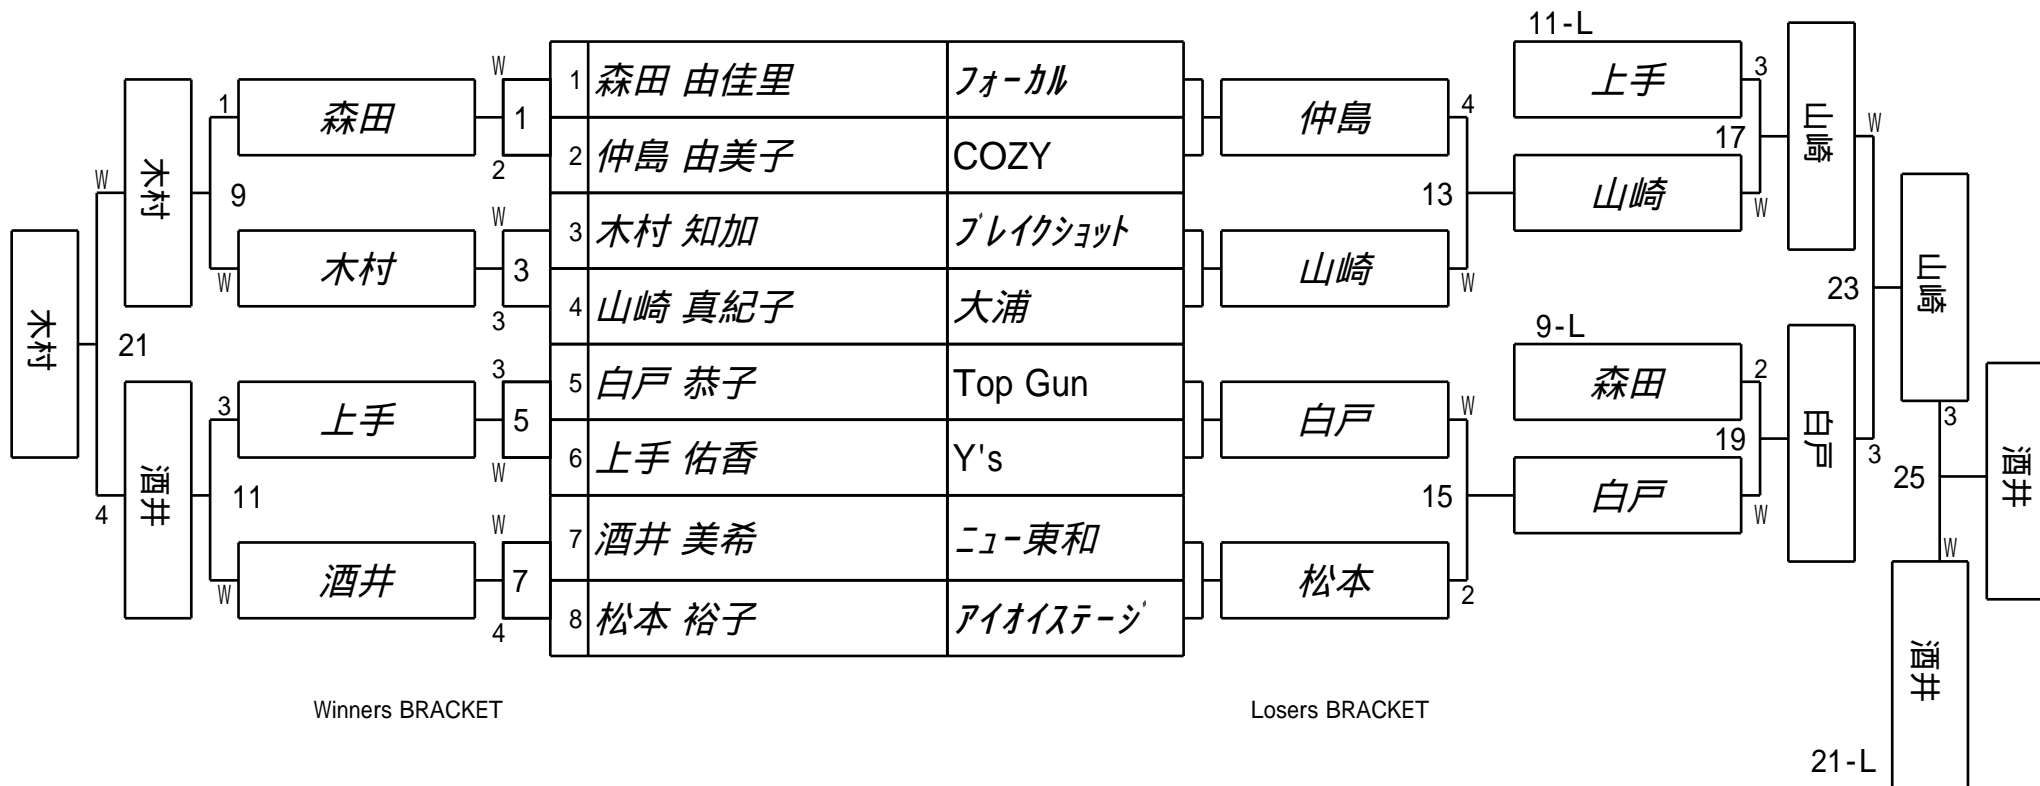 11-L
W
1 森田 由佳里 フォーカル
上手 3
1 森田 1
仲島 4
山崎 W
木村
2 仲島 由美子 COZY
17
2
W
9
13
山崎 W
山崎
W
3 木村 知加 ブレイクショット
木村
W 木村 3
山崎 W
23
3
4 山崎 真紀子 大浦
21
9-L
3
5 白戸 恭子 Top Gun
森田 2
3
3 上手 5
白戸 W
白戸 3
19
W
6 上手 佑香 Y's
酒井
4
11
15
白戸 W
25
酒井
W
7 酒井 美希 ニュー東和
W
W 酒井 7
松本 2
4
8 松本 裕子 アイオイステージ
酒井
Winners BRACKET
Losers BRACKET
21-L